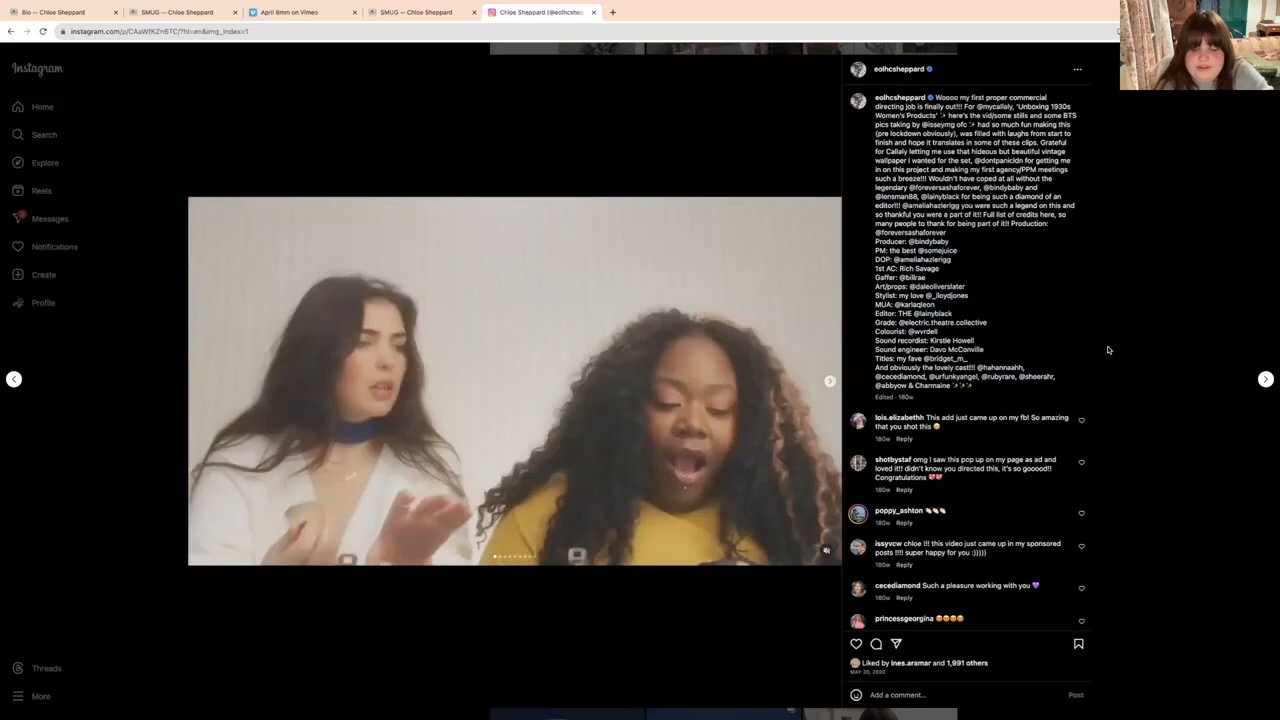 Bio — Chloe Sheppard
SMUG — Chloe Sheppard
April 8mm on Vimeo
SMUG — Chloe Sheppard
Chloe Sheppard (@eolhcshep
instagram.com/p/CAaWfKZn6TC/?hl=en&img_index=1
Instagram
Home
Search
Explore
Reels
Messages
Notifications
Create
Profile
Threads
More
eolhcsheppard
eolhcsheppard Woooo my first proper commercial
directing job is finally out!!! For @mycallaly, 'Unboxing 1930s
Women's Products' ✨ here's the vid/some stills and some BTS
pics taking by @isseymg ofc ✨ had so much fun making this
(pre lockdown obviously), was filled with laughs from start to
finish and hope it translates in some of these clips. Grateful
for Callaly letting me use that hideous but beautiful vintage
wallpaper I wanted for the set, @dontpanicldn for getting me
in on this project and making my first agency/PPM meetings
such a breeze!!! Wouldn't have coped at all without the
legendary @foreversashaforever, @bindybaby and
@lensman88, @lainyblack for being such a diamond of an
editor!!! @ameliahazlerigg you were such a legend on this and
so thankful you were a part of it!! Full list of credits here, so
many people to thank for being part of it!! Production:
@foreversashaforever
Producer: @bindybaby
PM: the best @somejuice
DOP: @ameliahazlerigg
1st AC: Rich Savage
Gaffer: @billrae
Art/props: @daleoliverslater
Stylist: my love @_lloydjones
MUA: @karlaqleon
Editor: THE @lainyblack
Grade: @electric.theatre.collective
Colourist: @wvrdell
Sound recordist: Kirstie Howell
Sound engineer: Davo McConville
Titles: my fave @bridget_m_
And obviously the lovely cast!!! @hahannaahh,
@cecediamond, @urfunkyangel, @rubyrare, @sheerahr,
@abbyow & Charmaine ✨✨✨
Edited · 180w
lois.elizabethh This add just came up on my fb! So amazing
that you shot this
180w Reply
shotbystaf omg I saw this pop up on my page as ad and
loved it!! didn't know you directed this, it's so gooood!!
Congratulations 💖💖
180w Reply
poppy_ashton 👏🏻👏🏻👏🏻
180w Reply
issyvcw chloe !!! this video just came up in my sponsored
posts !!!! super happy for you :)))))
180w Reply
cecediamond Such a pleasure working with you 💜
180w Reply
princessgeorgina 😍😍😍😍
Liked by ines.aramar and 1,991 others
MAY 20, 2020
Add a comment...
Post